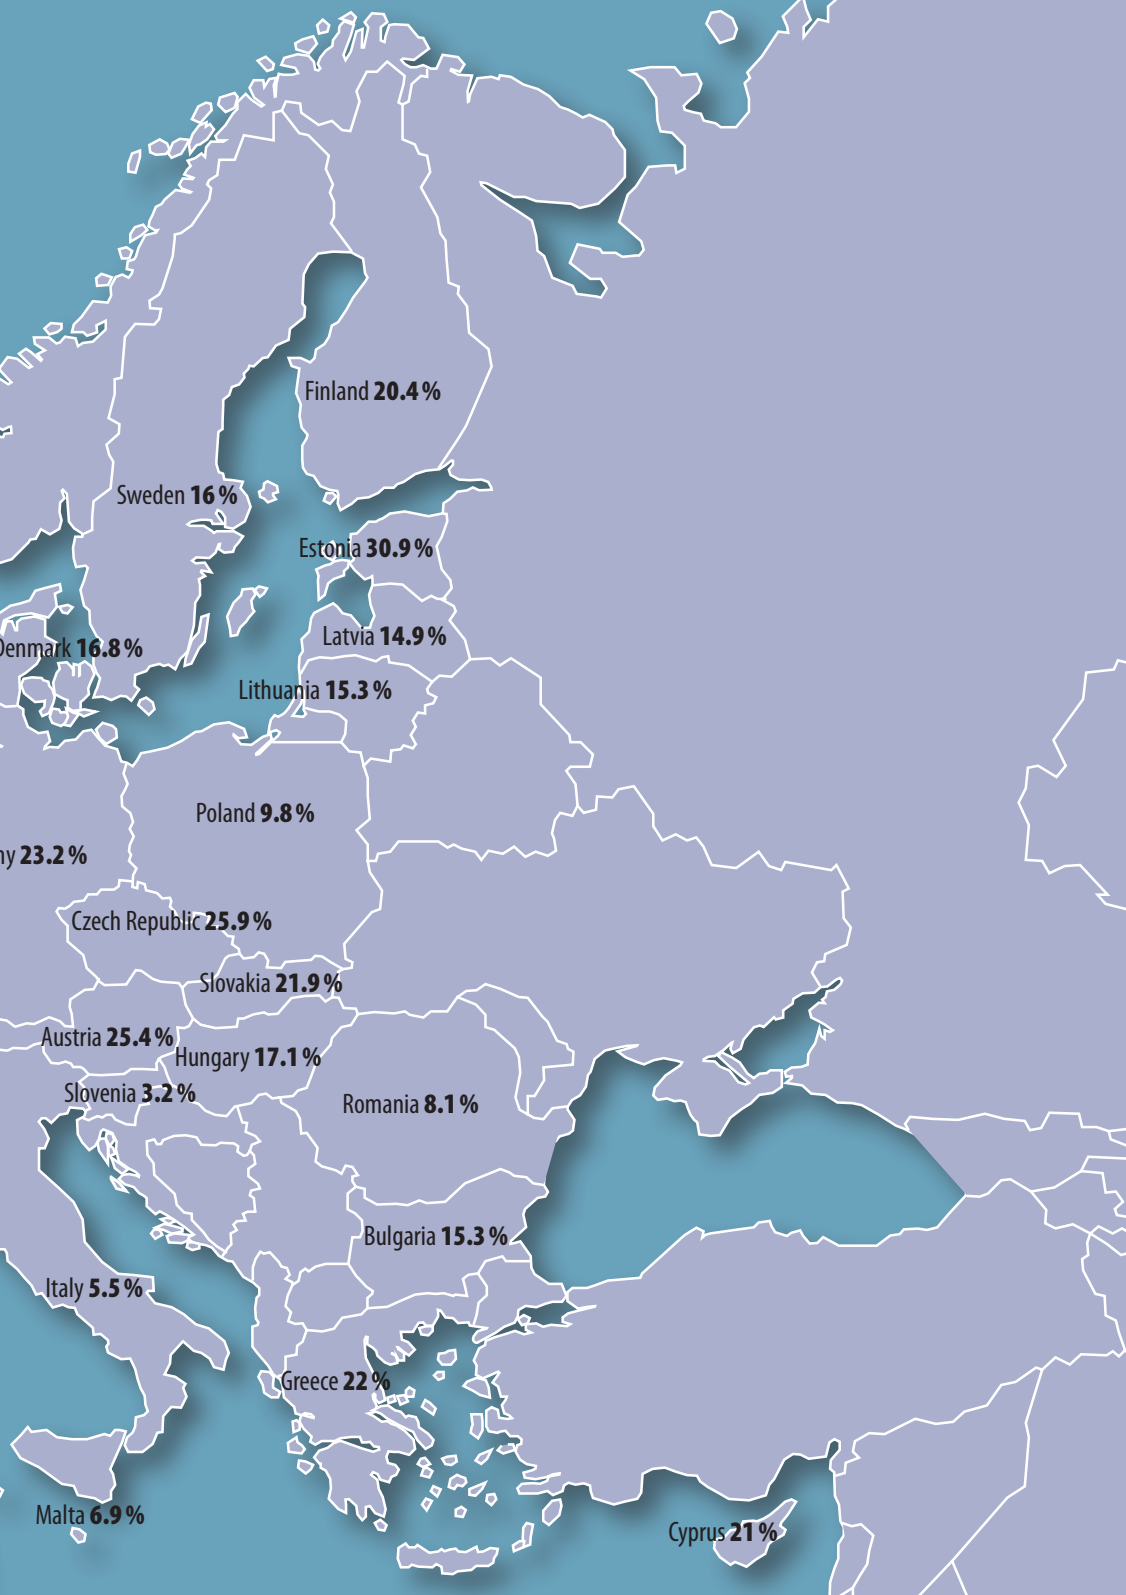 Finland 20.4 %
Sweden 16 %
Estonia 30.9 %
Latvia 14.9 %
Denmark 16.8 %
Lithuania 15.3 %
Poland 9.8 %
ny 23.2 %
Czech Republic 25.9 %
Slovakia 21.9 %
Austria 25.4 %
Hungary 17.1 %
Slovenia 3.2 %
Romania 8.1 %
Bulgaria 15.3 %
Italy 5.5 %
Greece 22 %
Malta 6.9 %
Cyprus 21 %